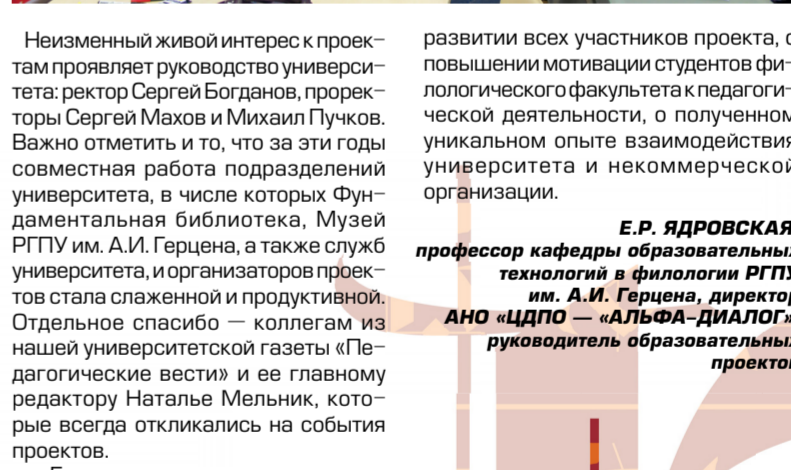 Неизменный живой интерес к проек-
там проявляет руководство универси-
тета: ректор Сергей Богданов, прорек-
торы Сергей Махов и Михаил Пучков.
Важно отметить и то, что за эти годы
совместная работа подразделений
университета, в числе которых Фун-
даментальная библиотека, Музей
РГПУ им. А.И. Герцена, а также служб
университета, и организаторов проек-
тов стала слаженной и продуктивной.
Отдельное спасибо — коллегам из
нашей университетской газеты «Пе-
дагогические вести» и ее главному
редактору Наталье Мельник, кото-
рые всегда откликались на события
проектов.
развитии всех участников проекта, о
повышении мотивации студентов фи-
лологического факультета к педагоги-
ческой деятельности, о полученном
уникальном опыте взаимодействия
университета и некоммерческой
организации.
Е.Р. ЯДРОВСКАЯ
профессор кафедры образовательных
технологий в филологии РГПУ
им. А.И. Герцена, директор
АНО «ЦДПО — «АЛЬФА-ДИАЛОГ»
руководитель образовательных
проектов